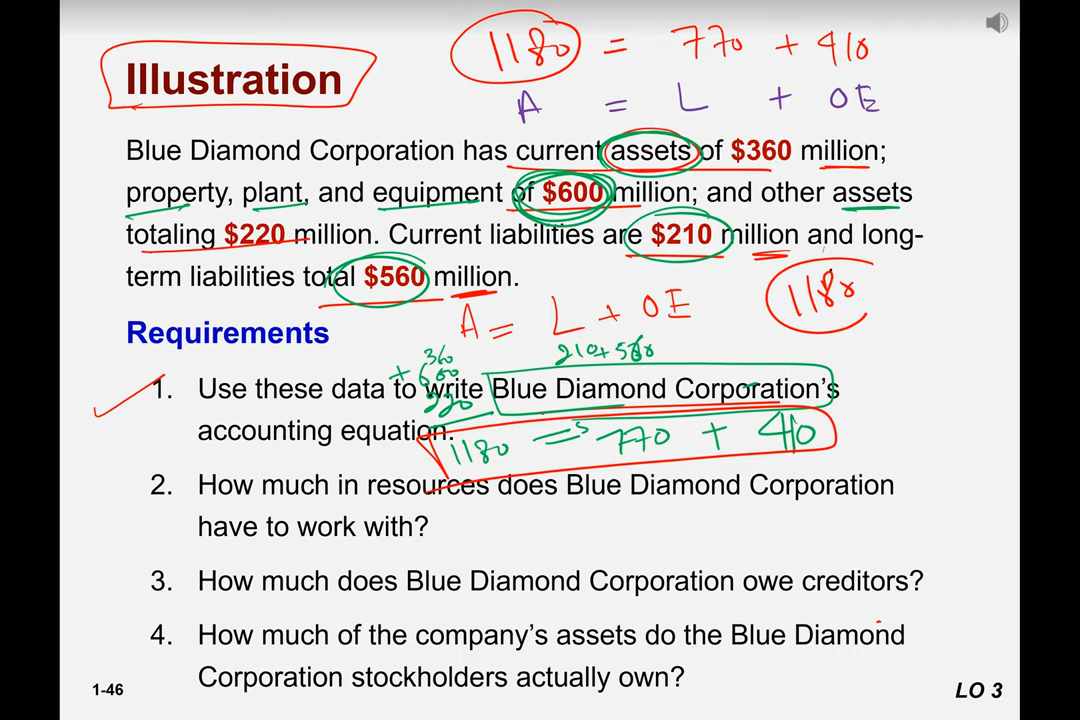 1180 = 770 + 410
Illustration
A = L + OE
Blue Diamond Corporation has current assets of $360 million;
property, plant, and equipment of $600 million; and other assets
totaling $220 million. Current liabilities are $210 million and long-
term liabilities total $560 million.
1180
A = L + OE
Requirements
360
210+560
+ 600
1. Use these data to write Blue Diamond Corporation's
220
accounting equation.
1180 = 770 + 410
2. How much in resources does Blue Diamond Corporation
have to work with?
3. How much does Blue Diamond Corporation owe creditors?
4. How much of the company's assets do the Blue Diamond
Corporation stockholders actually own?
1-46
LO 3